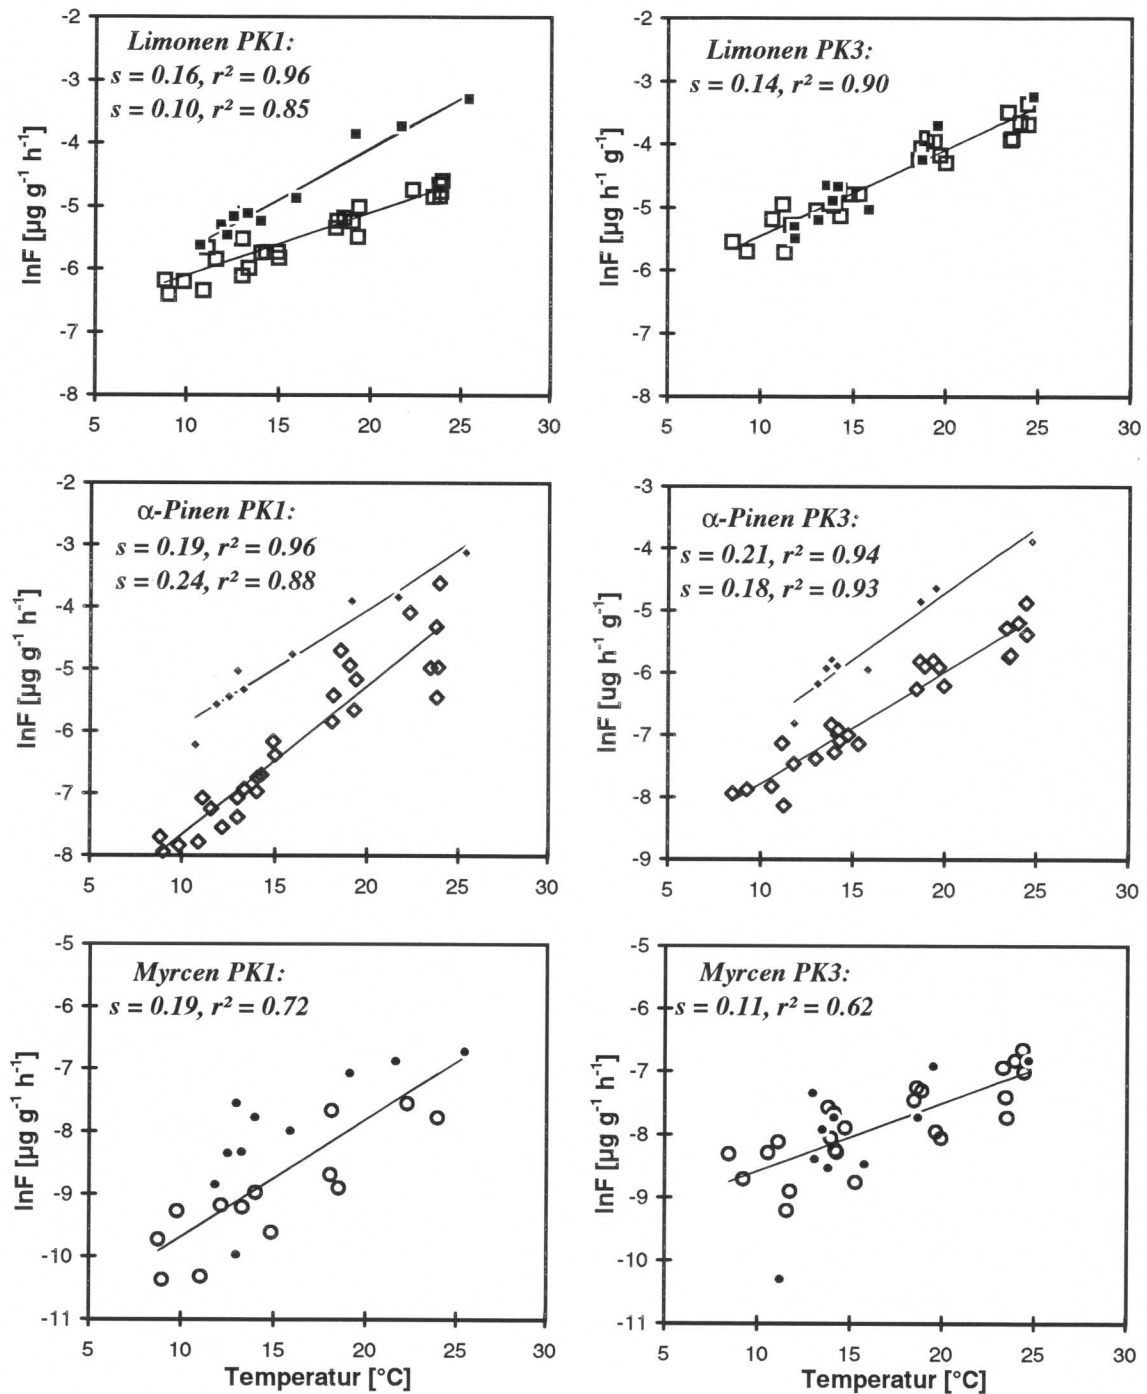 Limonen PK1:
s = 0.16, r² = 0.96
s = 0.10, r² = 0.85
lnF [µg g⁻¹ h⁻¹]
-2
-3
-4
-5
-6
-7
-8
5 10 15 20 25 30
Limonen PK3:
s = 0.14, r² = 0.90
lnF [µg h⁻¹ g⁻¹]
-2
-3
-4
-5
-6
-7
-8
5 10 15 20 25 30
α-Pinen PK1:
s = 0.19, r² = 0.96
s = 0.24, r² = 0.88
lnF [µg g⁻¹ h⁻¹]
-2
-3
-4
-5
-6
-7
-8
5 10 15 20 25 30
α-Pinen PK3:
s = 0.21, r² = 0.94
s = 0.18, r² = 0.93
lnF [ug h⁻¹ g⁻¹]
-3
-4
-5
-6
-7
-8
-9
5 10 15 20 25 30
Myrcen PK1:
s = 0.19, r² = 0.72
lnF [µg g⁻¹ h⁻¹]
-5
-6
-7
-8
-9
-10
-11
5 10 15 20 25 30
Temperatur [°C]
Myrcen PK3:
s = 0.11, r² = 0.62
lnF [µg g⁻¹ h⁻¹]
-5
-6
-7
-8
-9
-10
-11
5 10 15 20 25 30
Temperatur [°C]